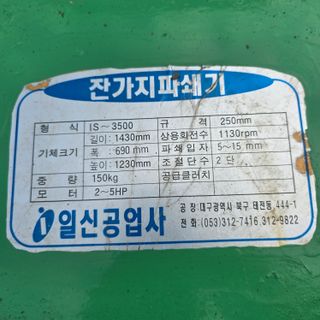 잔가지파쇄기
형 식 IS~3500 규 격 250mm
기체크기 길이: 1430mm 상용회전수 1130rpm
폭: 690mm 파쇄입자 5~15mm
높이: 1230mm 조절단수 2 단
중 량 150kg 공급클러치
모 터 2~5HP
일신공업사
공 장: 대구광역시 북구 태전동 444-1
전 화: (053)312-7416, 312-9822